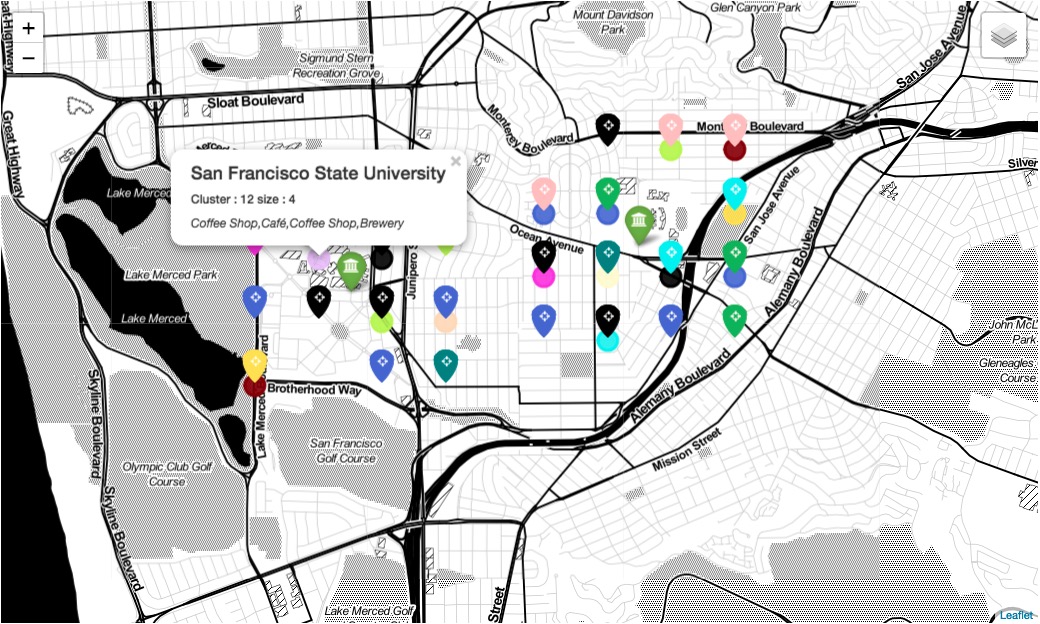 eat-Highway
+
−
Mount Davidson
Park
Glen Canyon Park
San Jose Avenue
Sigmund Stern
Recreation Grove
Sloat Boulevard
Great Highway
Monterey Boulevard
Boulevard
Silver
Lake Merced
×
San Francisco State University
Cluster : 12 size : 4
Coffee Shop,Café,Coffee Shop,Brewery
San Jose Avenue
Ocean Avenue
Alemany Boulevard
Junipero S
Lake Merced Park
Lake Merced
John McL
Park
Gleneagles
Course
Lake Merced
Brotherhood Way
Alemany Boulevard
Skyline Boulevard
San Francisco
Golf Course
Mission Street
Olympic Club Golf
Course
Skyline Boulevard
Lake Merced Golf
Street
Leaflet